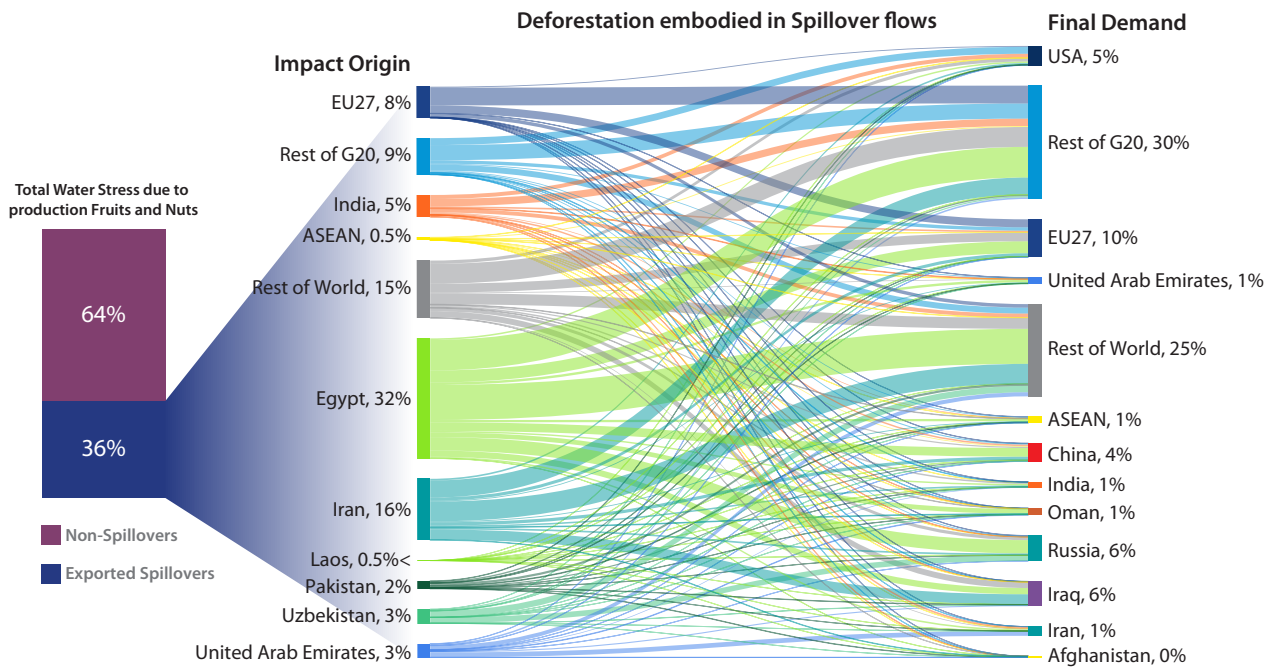 Deforestation embodied in Spillover flows
Final Demand
Impact Origin
Total Water Stress due to
production Fruits and Nuts
64%
36%
Non-Spillovers
Exported Spillovers
EU27, 8%
Rest of G20, 9%
India, 5%
ASEAN, 0.5%
Rest of World, 15%
Egypt, 32%
Iran, 16%
Laos, 0.5%<
Pakistan, 2%
Uzbekistan, 3%
United Arab Emirates, 3%
USA, 5%
Rest of G20, 30%
EU27, 10%
United Arab Emirates, 1%
Rest of World, 25%
ASEAN, 1%
China, 4%
India, 1%
Oman, 1%
Russia, 6%
Iraq, 6%
Iran, 1%
Afghanistan, 0%